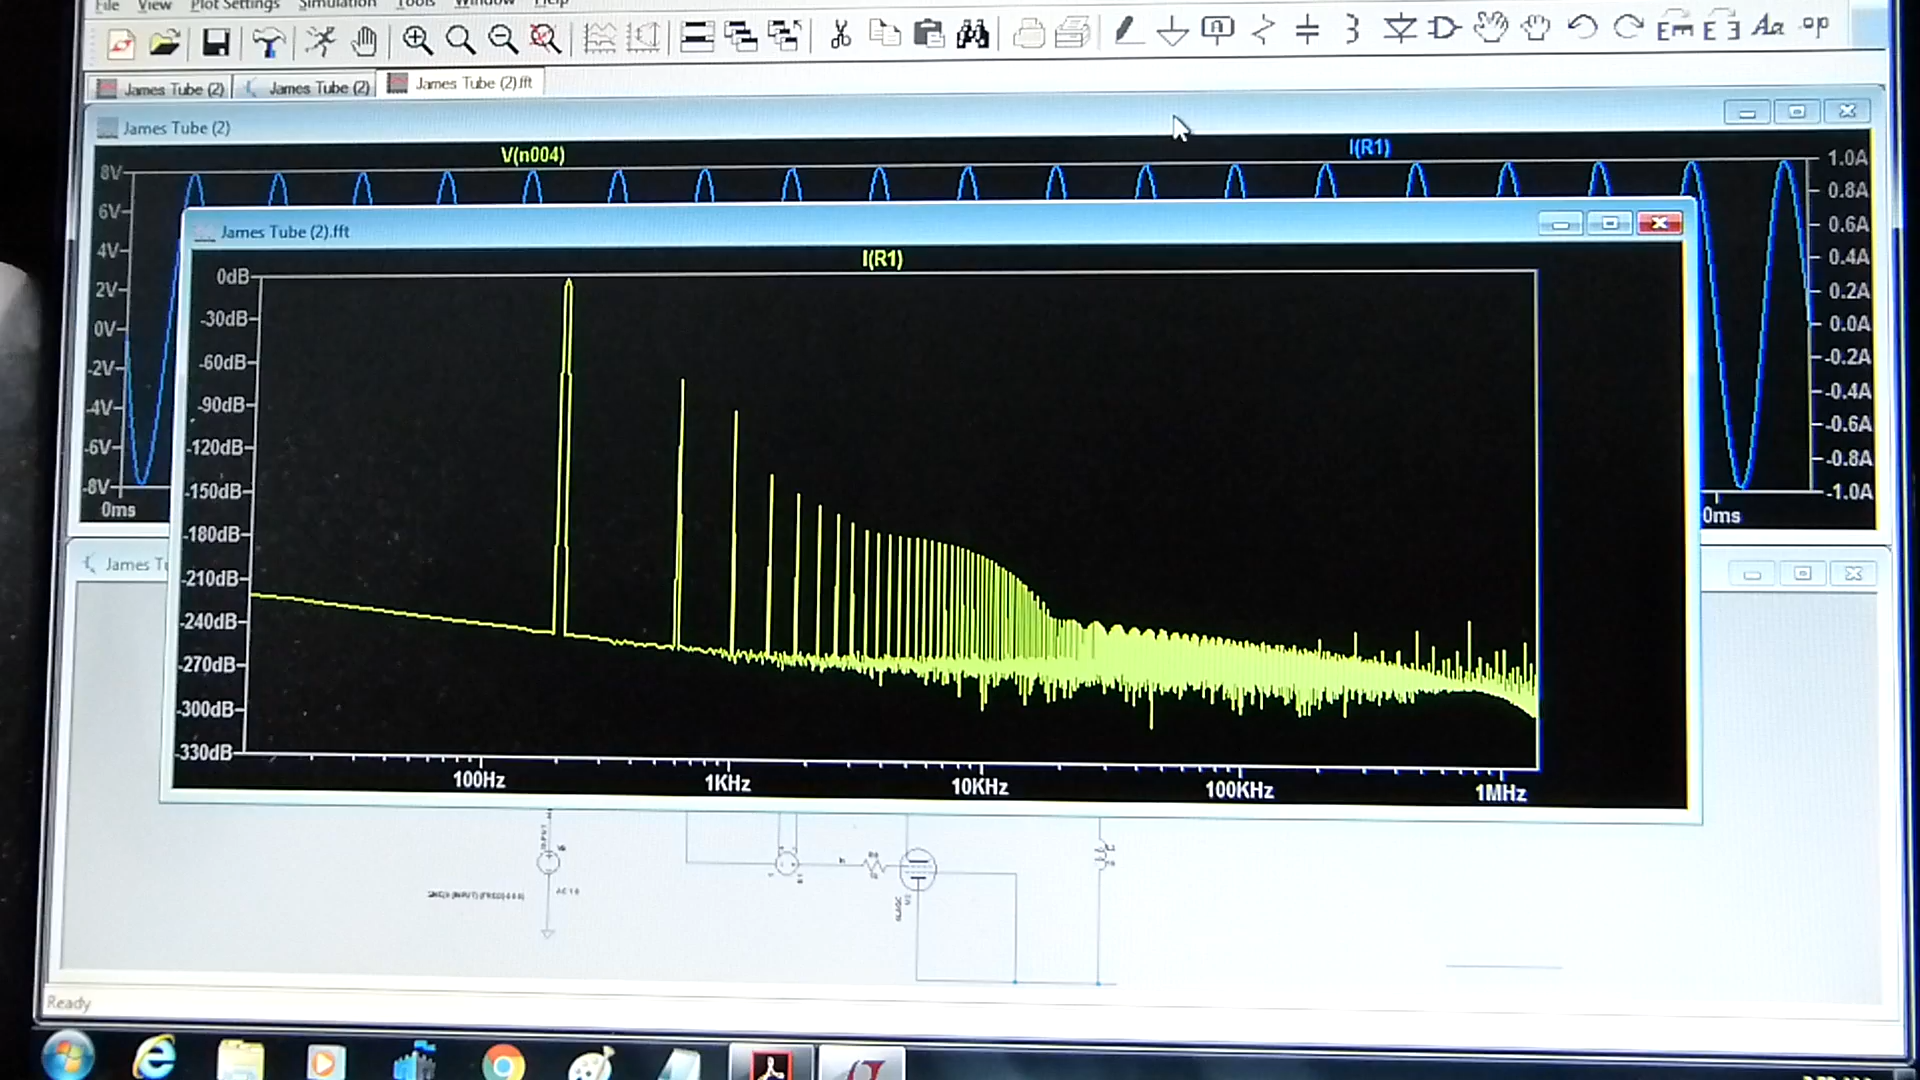 File View Plot Settings Simulation Tools Window Help
Aa .op
James Tube (2) James Tube (2) James Tube (2).fft
James Tube (2)
V(n004) I(R1)
8V 1.0A
6V 0.8A
4V 0.6A
2V 0.4A
0V 0.2A
-2V 0.0A
-4V -0.2A
-6V -0.4A
-8V -0.6A
-0.8A
-1.0A
0ms 0ms
James Tube (2).fft
I(R1)
0dB
-30dB
-60dB
-90dB
-120dB
-150dB
-180dB
-210dB
-240dB
-270dB
-300dB
-330dB
100Hz 1KHz 10KHz 100KHz 1MHz
James Tu
Ready